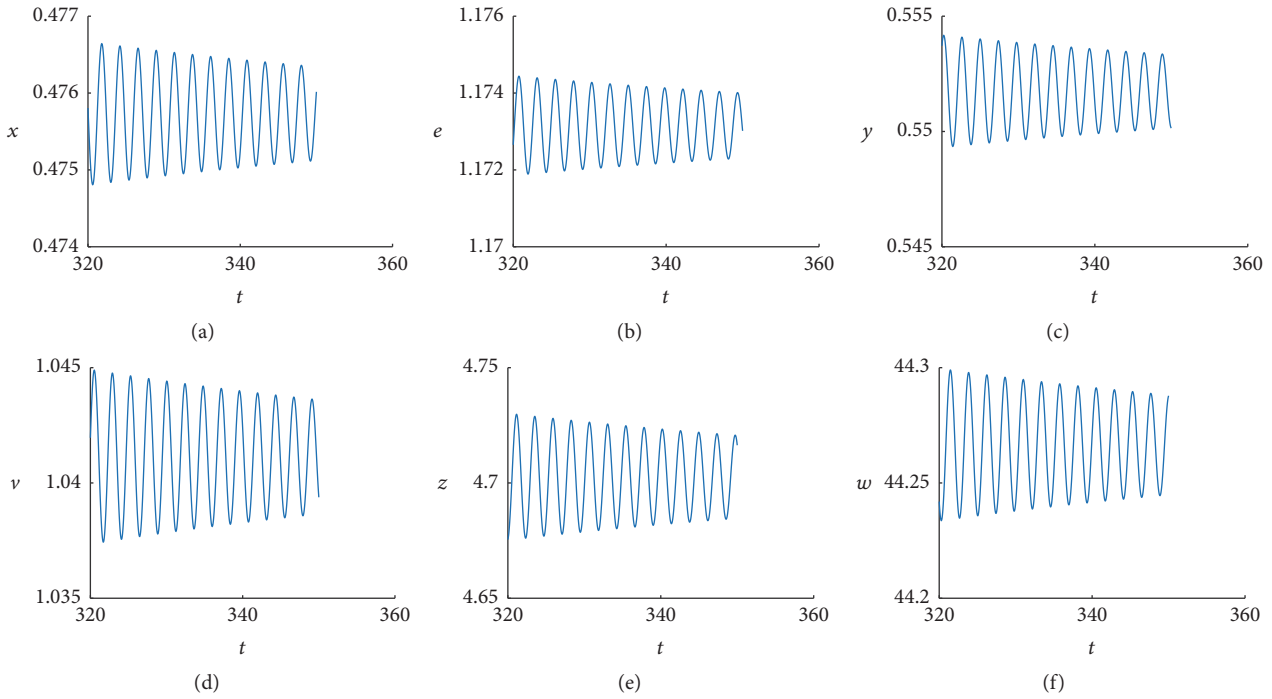 0.477
0.476
x
0.475
0.474
320 340 360
t
(a)
1.176
1.174
e
1.172
1.17
320 340 360
t
(b)
0.555
0.55
y
0.545
320 340 360
t
(c)
1.045
1.04
v
1.035
320 340 360
t
(d)
4.75
4.7
z
4.65
320 340 360
t
(e)
44.3
44.25
w
44.2
320 340 360
t
(f)